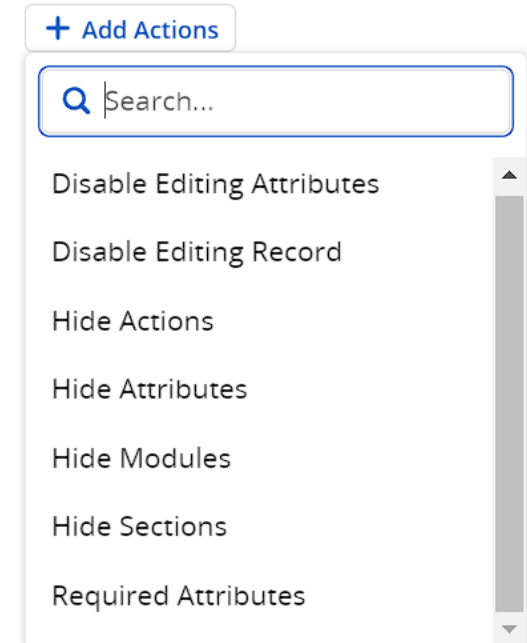 + Add Actions
Search...
Disable Editing Attributes
Disable Editing Record
Hide Actions
Hide Attributes
Hide Modules
Hide Sections
Required Attributes